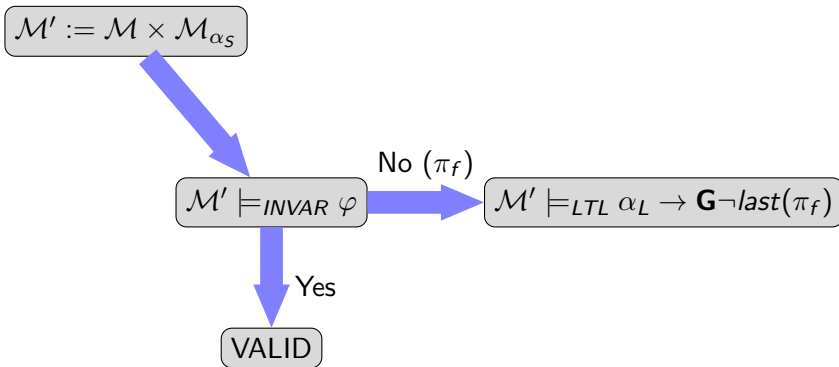 ℳ′ := ℳ × ℳ_{α_S}
No (π_f)
ℳ′ ⊨_{INVAR} φ
ℳ′ ⊨_{LTL} α_L → G¬last(π_f)
Yes
VALID